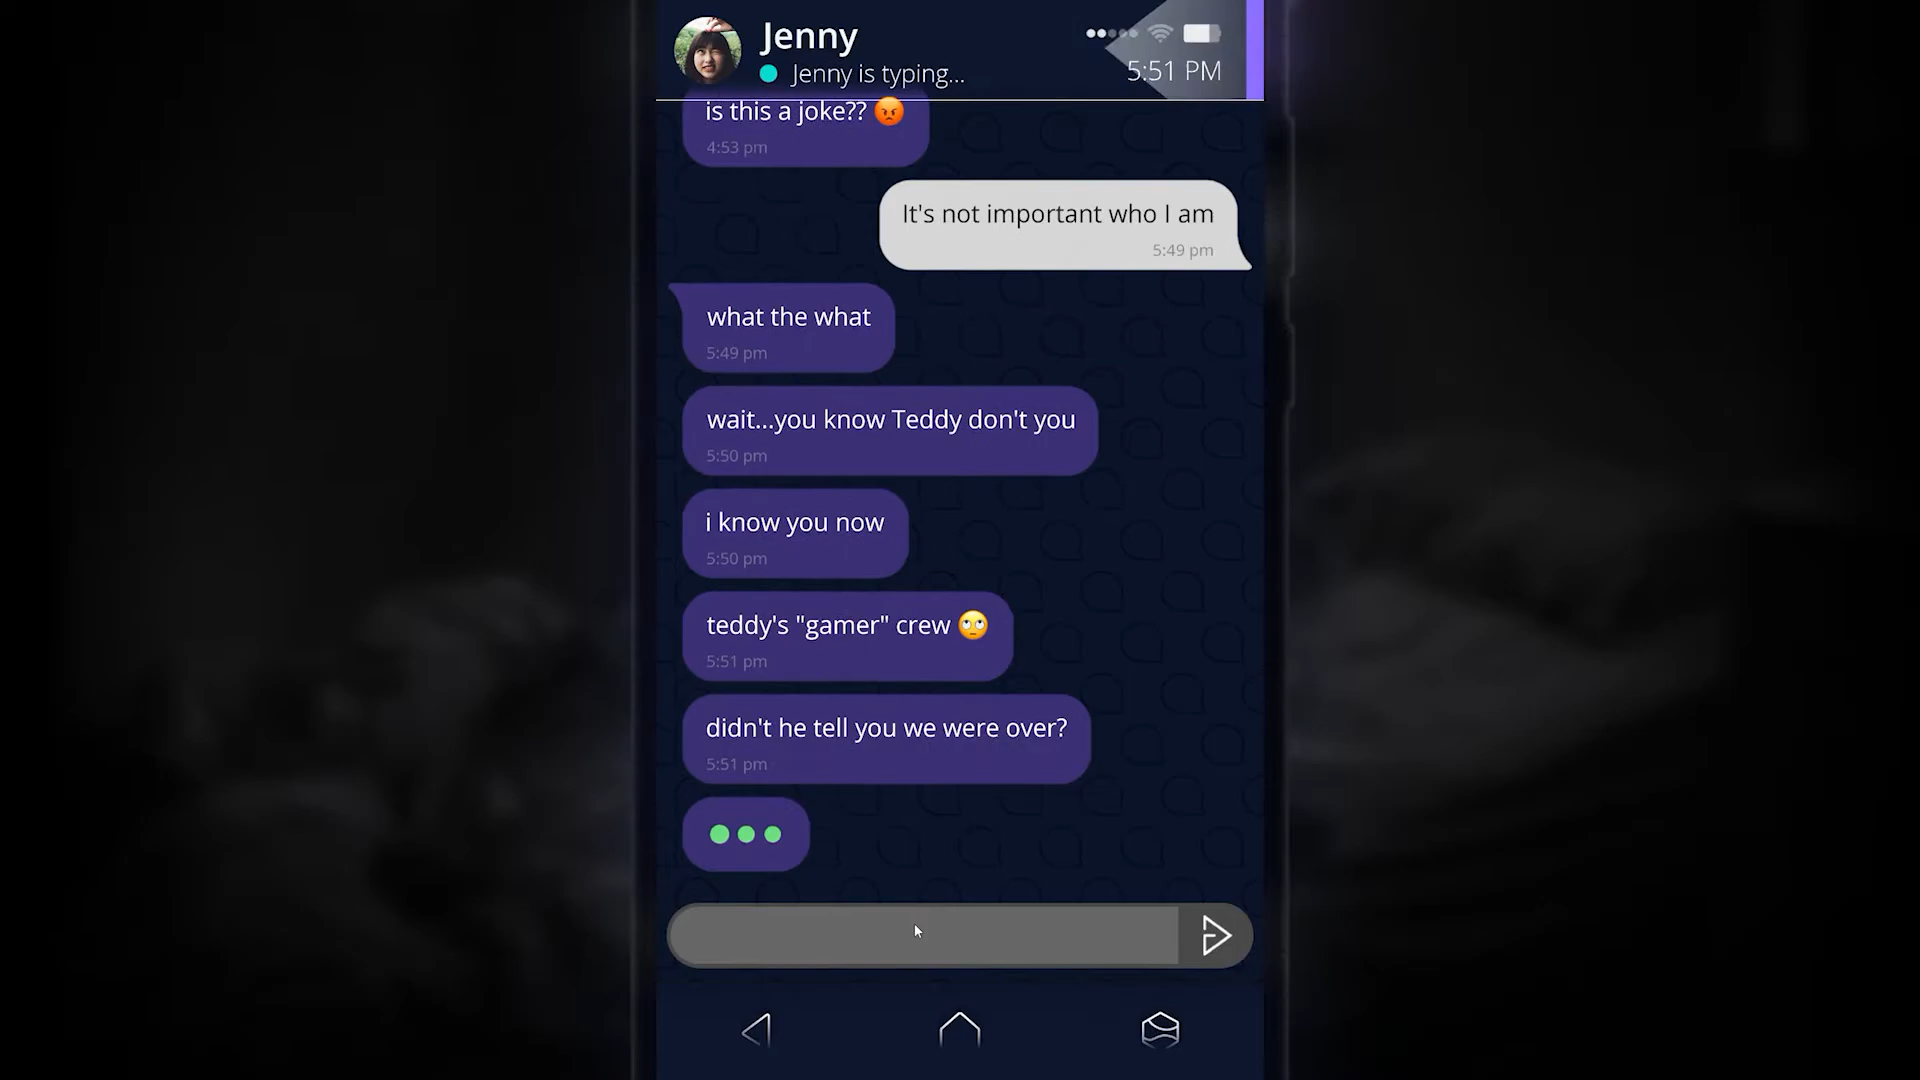 Jenny
Jenny is typing...
5:51 PM
is this a joke?? 😡
4:53 pm
It's not important who I am
5:49 pm
what the what
5:49 pm
wait...you know Teddy don't you
5:50 pm
i know you now
5:50 pm
teddy's "gamer" crew 🙄
5:51 pm
didn't he tell you we were over?
5:51 pm